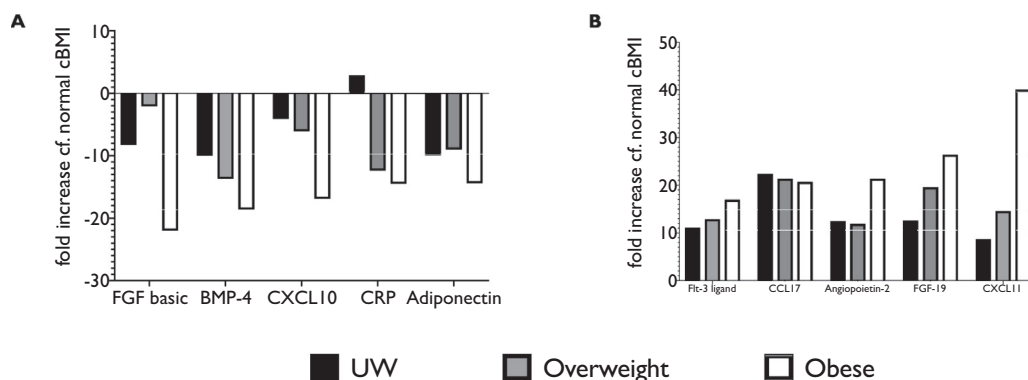 A
fold increase cf. normal cBMI
10
0
-10
-20
-30
FGF basic BMP-4 CXCL10 CRP Adiponectin
B
fold increase cf. normal cBMI
50
40
30
20
10
0
Flt-3 ligand CCL17 Angiopoietin-2 FGF-19 CXCL11
UW Overweight Obese